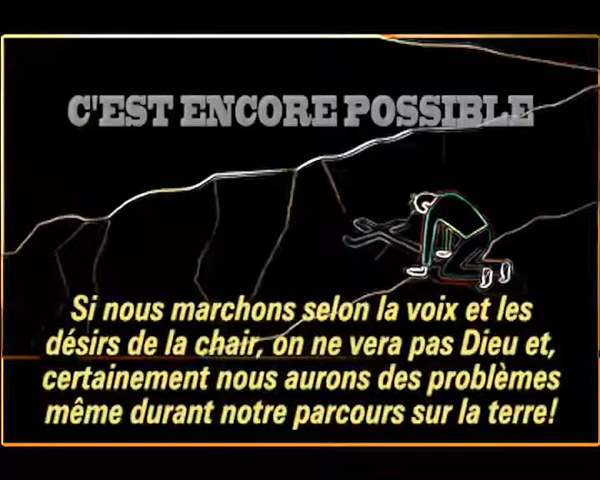 C'EST ENCORE POSSIBLE
Si nous marchons selon la voix et les
désirs de la chair, on ne vera pas Dieu et,
certainement nous aurons des problèmes
même durant notre parcours sur la terre!